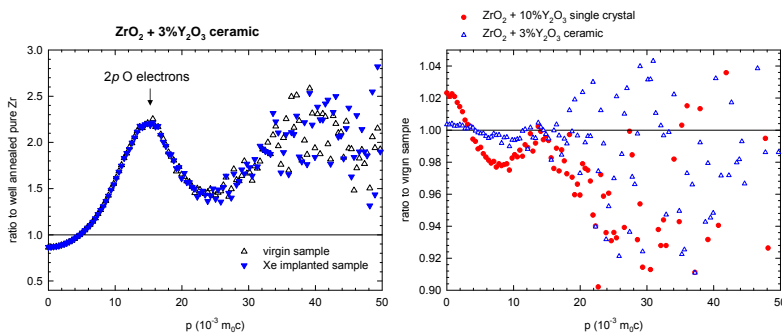 ZrO2 + 3%Y2O3 ceramic
3.0
2.5
2.0
1.5
1.0
0.5
ratio to well annealed pure Zr
2p O electrons
virgin sample
Xe implanted sample
0 10 20 30 40 50
p (10^-3 m0c)
ZrO2 + 10%Y2O3 single crystal
ZrO2 + 3%Y2O3 ceramic
1.04
1.02
1.00
0.98
0.96
0.94
0.92
0.90
ratio to virgin sample
0 10 20 30 40 50
p (10^-3 m0c)